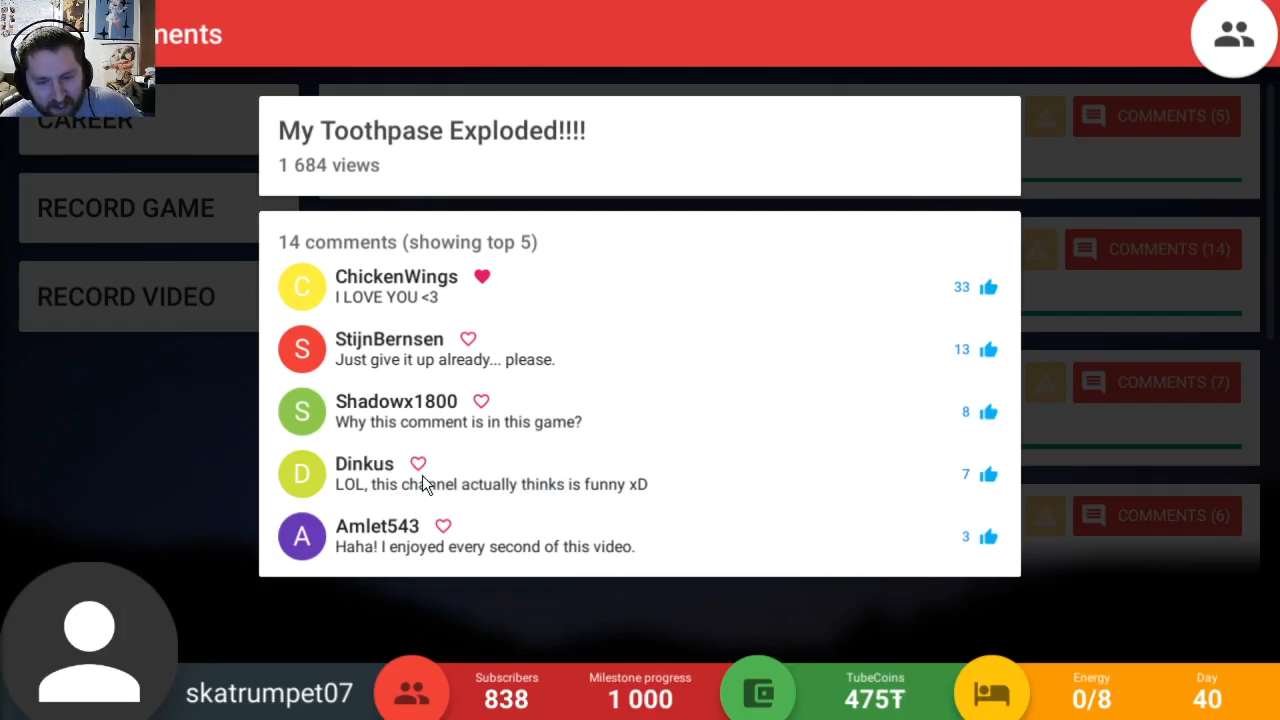 ments
CAREER
RECORD GAME
RECORD VIDEO
COMMENTS (5)
COMMENTS (14)
COMMENTS (7)
COMMENTS (6)
My Toothpase Exploded!!!!
1 684 views
14 comments (showing top 5)
C
ChickenWings
I LOVE YOU <3
33
S
StijnBernsen
Just give it up already... please.
13
S
Shadowx1800
Why this comment is in this game?
8
D
Dinkus
LOL, this channel actually thinks is funny xD
7
A
Amlet543
Haha! I enjoyed every second of this video.
3
skatrumpet07
Subscribers
838
Milestone progress
1 000
TubeCoins
475Ŧ
Energy
0/8
Day
40